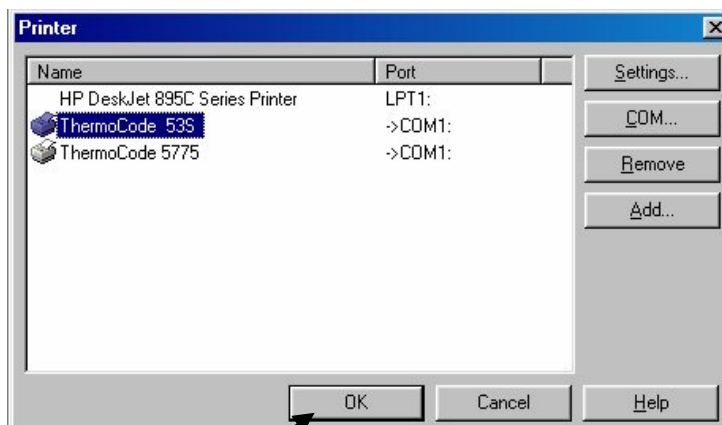 Printer
Name Port
HP DeskJet 895C Series Printer LPT1:
ThermoCode 53S ->COM1:
ThermoCode 5775 ->COM1:
Settings...
COM...
Remove
Add...
OK Cancel Help